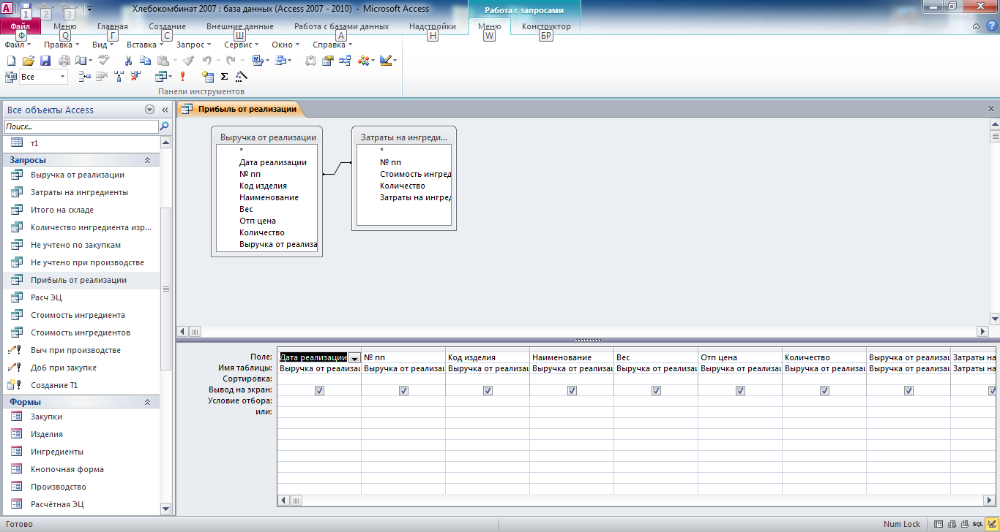 Хлебокомбинат 2007 : база данных (Access 2007 - 2010) - Microsoft Access
Работа с запросами
1 2 3
Файл Меню Главная Создание Внешние данные Работа с базами данных Надстройки Меню Конструктор
Ф Q Г С Ш А Н W БР
Файл Правка Вид Вставка Запрос Сервис Окно Справка
Все
Панели инструментов
Все объекты Access
Поиск...
т1
Запросы
Выручка от реализации
Затраты на ингредиенты
Итого на складе
Количество ингредиента изр...
Не учтено по закупкам
Не учтено при производстве
Прибыль от реализации
Расч ЭЦ
Стоимость ингредиента
Стоимость ингредиентов
Выч при производстве
Доб при закупке
Создание Т1
Формы
Закупки
Изделия
Ингредиенты
Кнопочная форма
Производство
Расчётная ЭЦ
Прибыль от реализации
Выручка от реализации
*
Дата реализации
№ пп
Код изделия
Наименование
Вес
Отп цена
Количество
Выручка от реализа
Затраты на ингреди...
*
№ пп
Стоимость ингред
Количество
Затраты на ингред
Поле: Дата реализации № пп Код изделия Наименование Вес Отп цена Количество Выручка от реализац Затраты на
Имя таблицы: Выручка от реализац Выручка от реализац Выручка от реализац Выручка от реализац Выручка от реализац Выручка от реализац Выручка от реализац Выручка от реализац Затраты на
Сортировка:
Вывод на экран:
Условие отбора:
или:
Готово
Num Lock
SQL